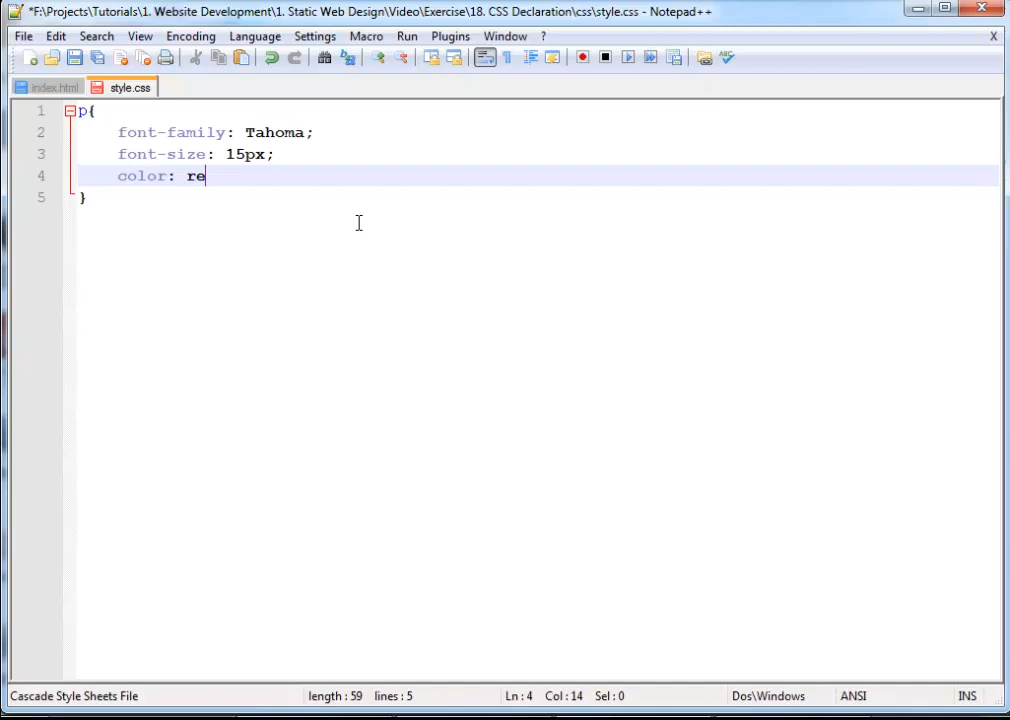 *F:\Projects\Tutorials\1. Website Development\1. Static Web Design\Video\Exercise\18. CSS Declaration\css\style.css - Notepad++
File Edit Search View Encoding Language Settings Macro Run Plugins Window ? X
index.html style.css
1 p{
2 font-family: Tahoma;
3 font-size: 15px;
4 color: re
5 }
Cascade Style Sheets File length : 59 lines : 5 Ln : 4 Col : 14 Sel : 0 Dos\Windows ANSI INS